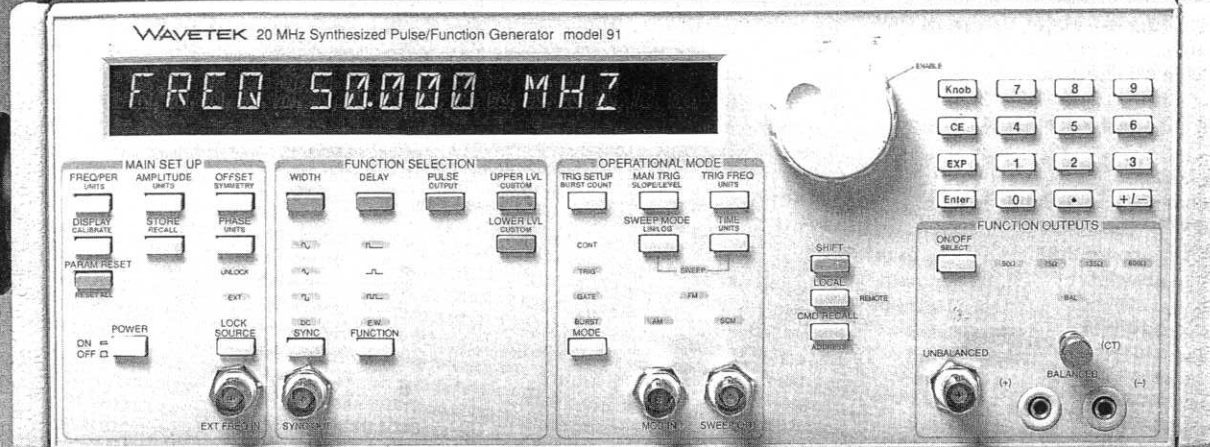 WAVETEK 20 MHz Synthesized Pulse/Function Generator model 91
FREQ 50.000 MHZ
ENABLE
Knob 7 8 9
CE 4 5 6
EXP 1 2 3
Enter 0 • +/−
MAIN SET UP
FREQ/PER AMPLITUDE OFFSET
UNITS UNITS SYMMETRY
DISPLAY STORE PHASE
CALIBRATE RECALL UNITS
PARAM RESET
RESET ALL
UNLOCK
EXT
POWER
ON
OFF
LOCK
SOURCE
EXT FREQ IN
FUNCTION SELECTION
WIDTH DELAY PULSE UPPER LVL
OUTPUT CUSTOM
LOWER LVL
CUSTOM
DC E.W.
SYNC FUNCTION
SYNC OUT
OPERATIONAL MODE
TRIG SETUP MAN TRIG TRIG FREQ
BURST COUNT SLOPE/LEVEL UNITS
SWEEP MODE TIME
LIN/LOG UNITS
CONT
TRIG SWEEP
GATE FM
BURST AM SCM
MODE
MOD IN SWEEP OUT
SHIFT
LOCAL
REMOTE
CMD RECALL
ADDRESS
FUNCTION OUTPUTS
ON/OFF
SELECT
50Ω 75Ω 135Ω 600Ω
BAL
UNBALANCED
(CT)
BALANCED
(+) (−)